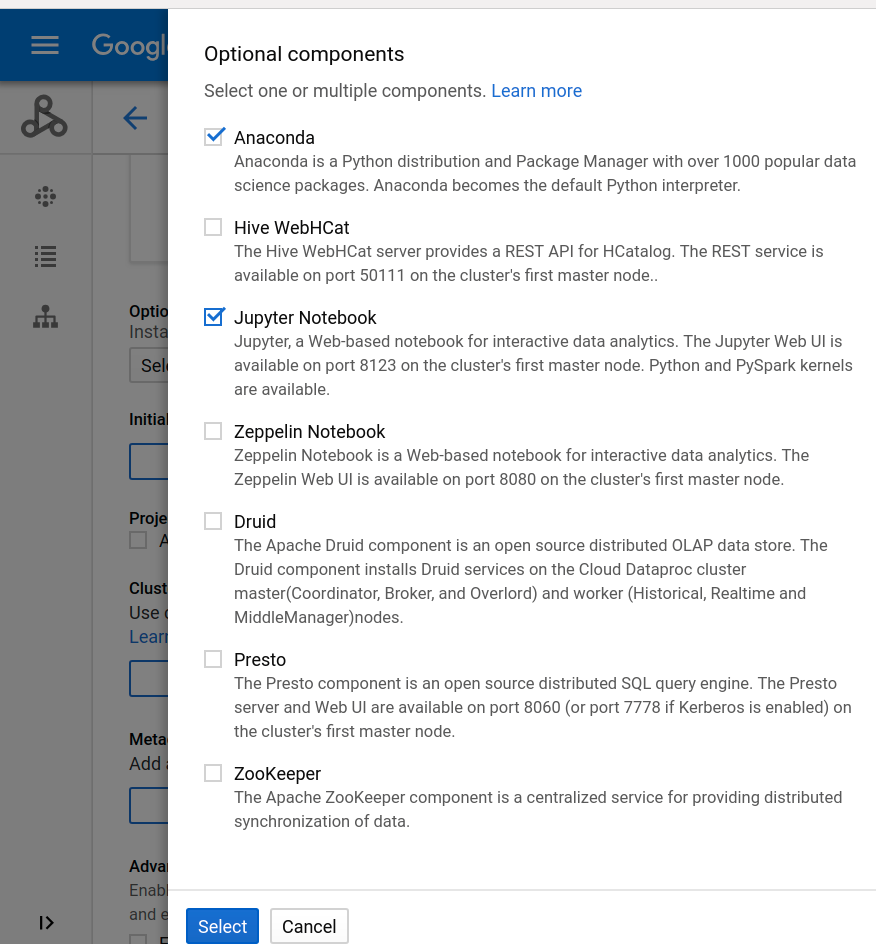 Googl
Optional components
Select one or multiple components. Learn more
Anaconda
Anaconda is a Python distribution and Package Manager with over 1000 popular data
science packages. Anaconda becomes the default Python interpreter.
Hive WebHCat
The Hive WebHCat server provides a REST API for HCatalog. The REST service is
available on port 50111 on the cluster's first master node..
Jupyter Notebook
Jupyter, a Web-based notebook for interactive data analytics. The Jupyter Web UI is
available on port 8123 on the cluster's first master node. Python and PySpark kernels
are available.
Zeppelin Notebook
Zeppelin Notebook is a Web-based notebook for interactive data analytics. The
Zeppelin Web UI is available on port 8080 on the cluster's first master node.
Druid
The Apache Druid component is an open source distributed OLAP data store. The
Druid component installs Druid services on the Cloud Dataproc cluster
master(Coordinator, Broker, and Overlord) and worker (Historical, Realtime and
MiddleManager)nodes.
Presto
The Presto component is an open source distributed SQL query engine. The Presto
server and Web UI are available on port 8060 (or port 7778 if Kerberos is enabled) on
the cluster's first master node.
ZooKeeper
The Apache ZooKeeper component is a centralized service for providing distributed
synchronization of data.
Select Cancel
Optio
Insta
Sele
Initial
Proje
A
Clust
Use
Learn
Meta
Add
Advan
Enabl
and e